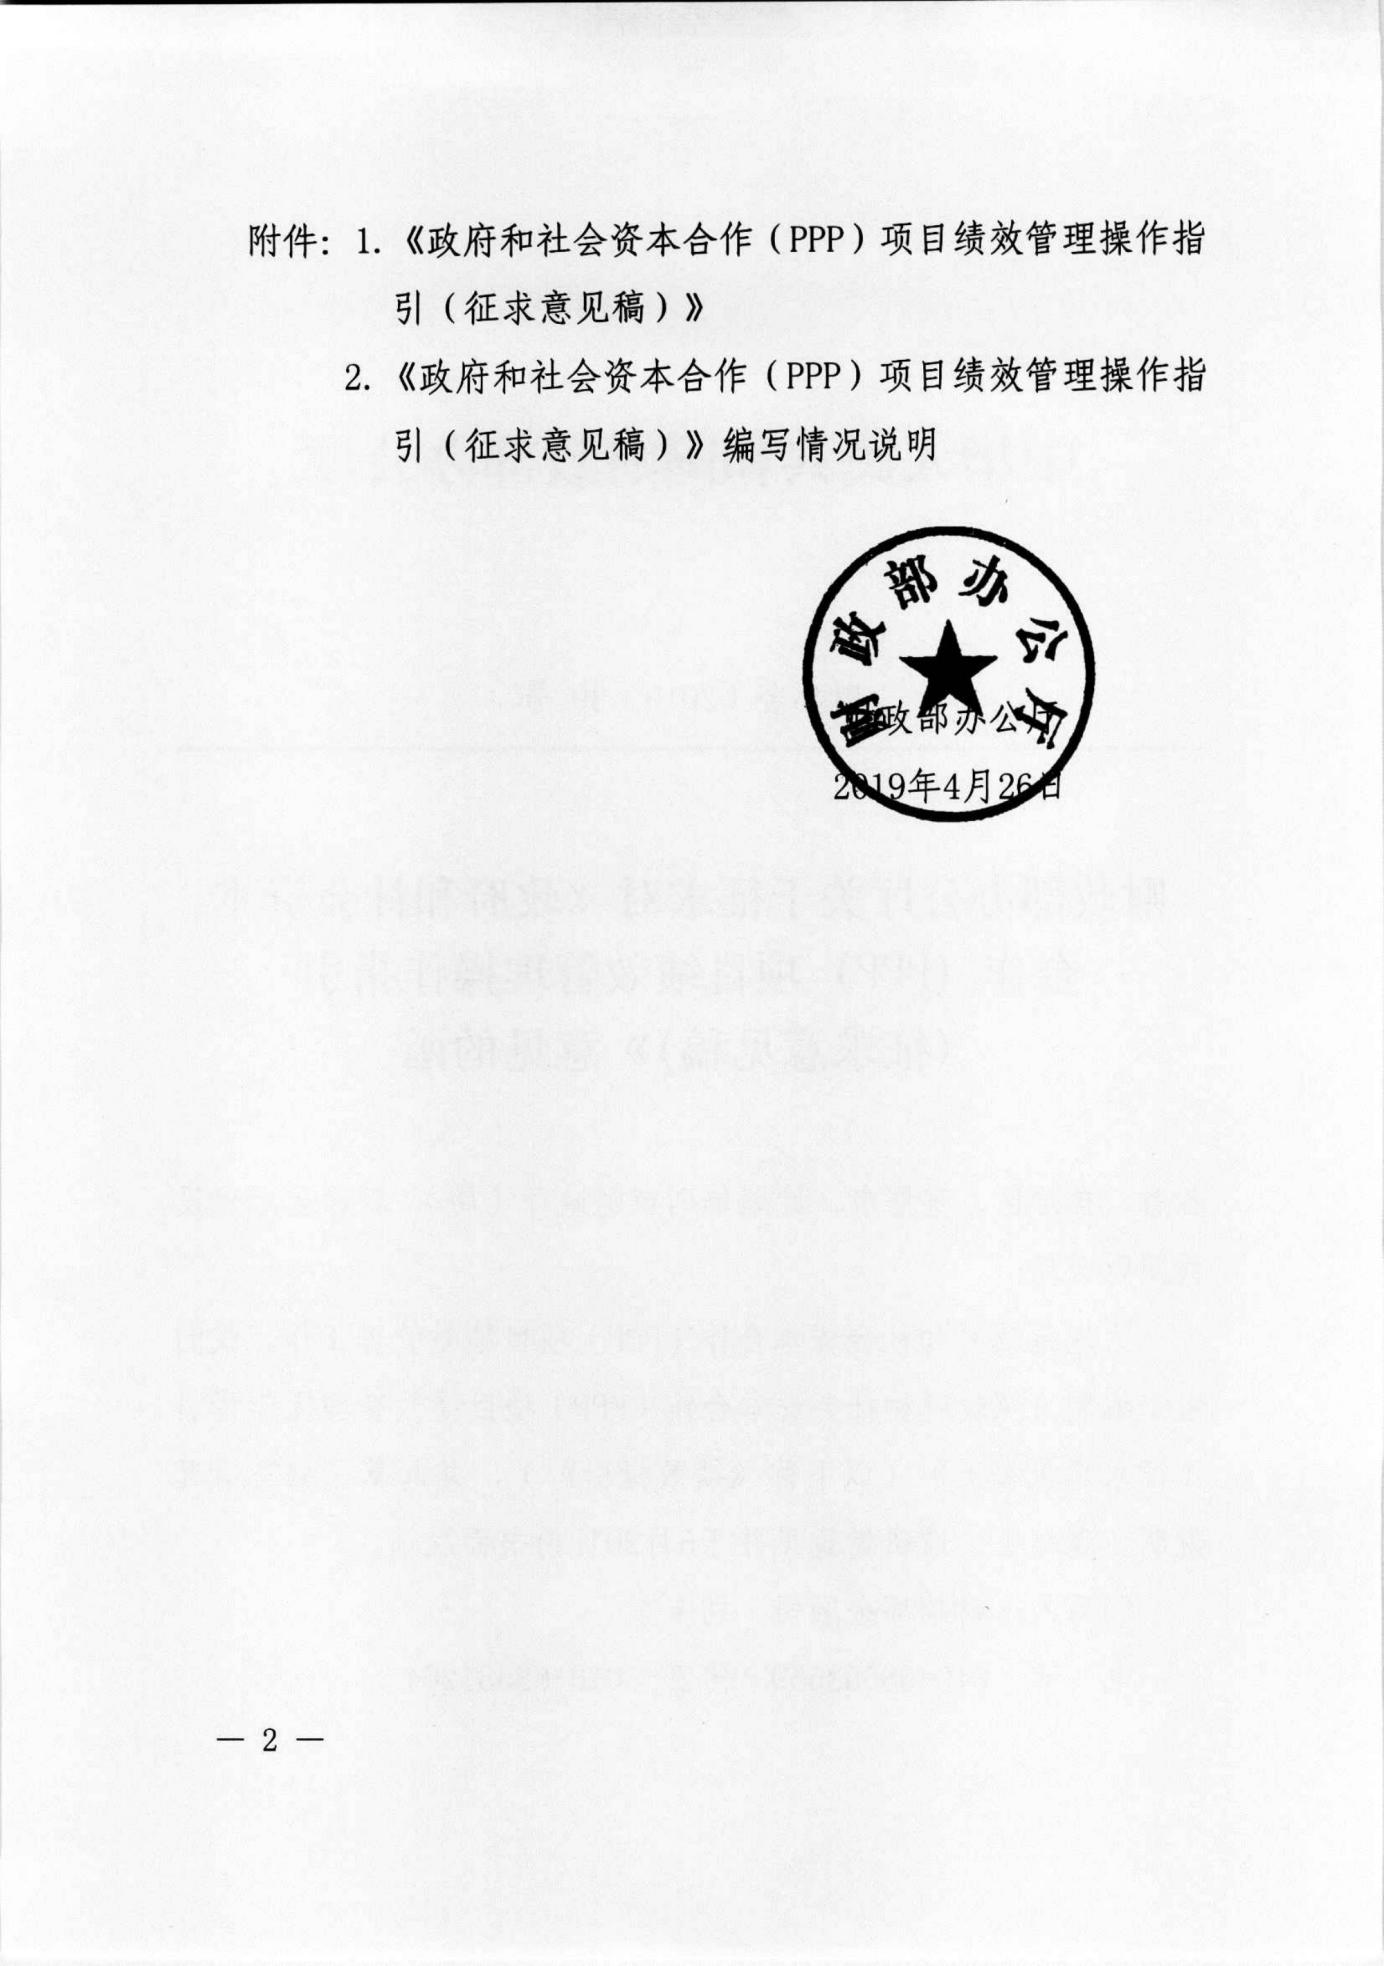 附件：1.《政府和社会资本合作（PPP）项目绩效管理操作指
引（征求意见稿）》
2.《政府和社会资本合作（PPP）项目绩效管理操作指
引（征求意见稿）》编写情况说明
财政部办公厅
财政部办公厅
2019年4月26日
— 2 —